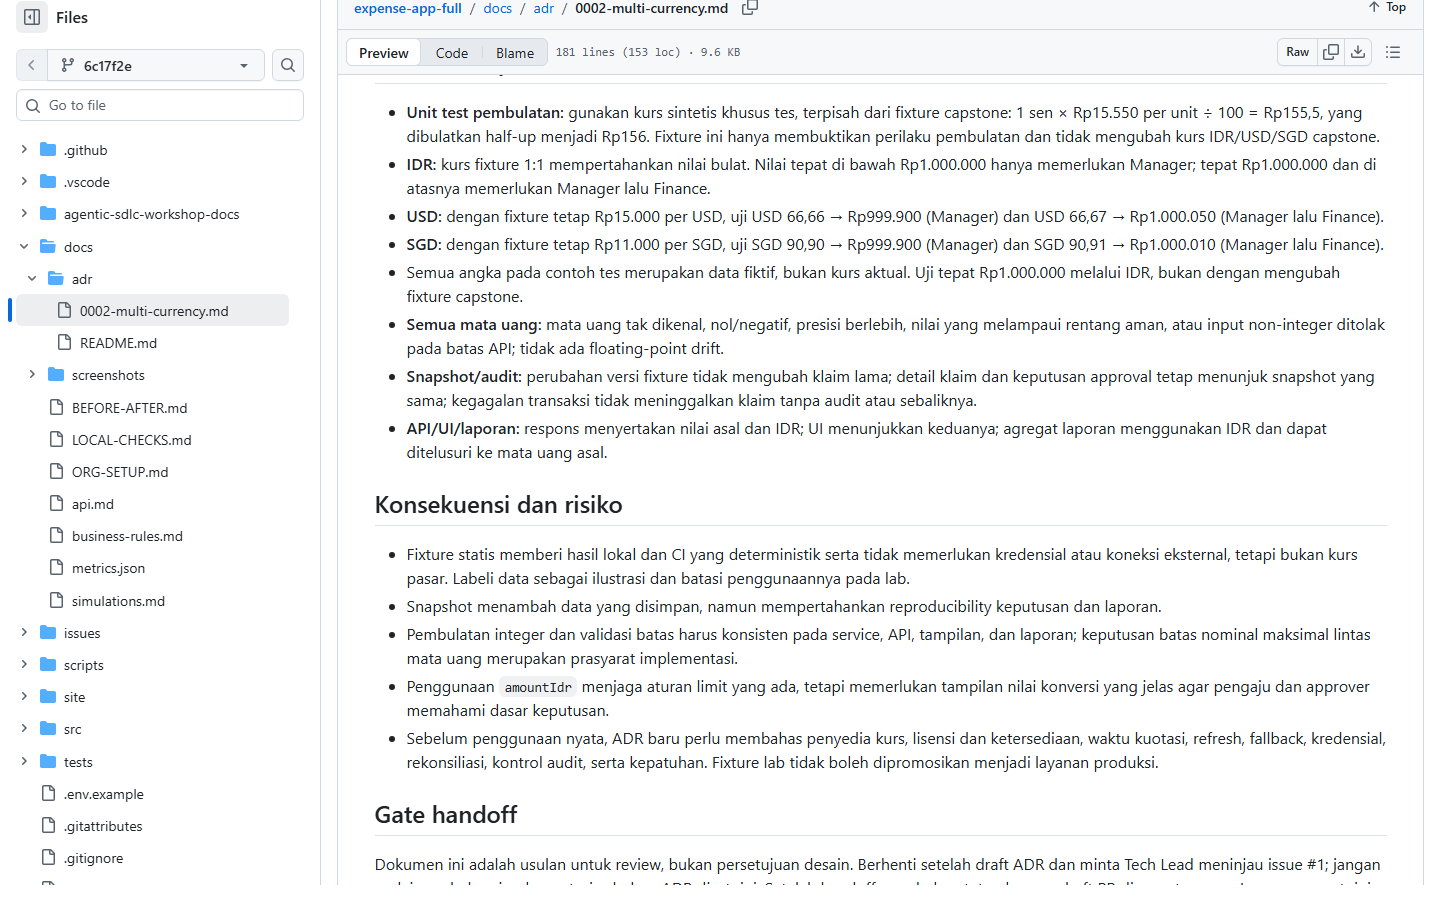 Files
6c17f2e
Go to file
.github
.vscode
agentic-sdlc-workshop-docs
docs
adr
0002-multi-currency.md
README.md
screenshots
BEFORE-AFTER.md
LOCAL-CHECKS.md
ORG-SETUP.md
api.md
business-rules.md
metrics.json
simulations.md
issues
scripts
site
src
tests
.env.example
.gitattributes
.gitignore
expense-app-full / docs / adr / 0002-multi-currency.md
Top
Preview Code Blame 181 lines (153 loc) · 9.6 KB
Raw
Unit test pembulatan: gunakan kurs sintetis khusus tes, terpisah dari fixture capstone: 1 sen × Rp15.550 per unit ÷ 100 = Rp155,5, yang
dibulatkan half-up menjadi Rp156. Fixture ini hanya membuktikan perilaku pembulatan dan tidak mengubah kurs IDR/USD/SGD capstone.
IDR: kurs fixture 1:1 mempertahankan nilai bulat. Nilai tepat di bawah Rp1.000.000 hanya memerlukan Manager; tepat Rp1.000.000 dan di
atasnya memerlukan Manager lalu Finance.
USD: dengan fixture tetap Rp15.000 per USD, uji USD 66,66 → Rp999.900 (Manager) dan USD 66,67 → Rp1.000.050 (Manager lalu Finance).
SGD: dengan fixture tetap Rp11.000 per SGD, uji SGD 90,90 → Rp999.900 (Manager) dan SGD 90,91 → Rp1.000.010 (Manager lalu Finance).
Semua angka pada contoh tes merupakan data fiktif, bukan kurs aktual. Uji tepat Rp1.000.000 melalui IDR, bukan dengan mengubah
fixture capstone.
Semua mata uang: mata uang tak dikenal, nol/negatif, presisi berlebih, nilai yang melampaui rentang aman, atau input non-integer ditolak
pada batas API; tidak ada floating-point drift.
Snapshot/audit: perubahan versi fixture tidak mengubah klaim lama; detail klaim dan keputusan approval tetap menunjuk snapshot yang
sama; kegagalan transaksi tidak meninggalkan klaim tanpa audit atau sebaliknya.
API/UI/laporan: respons menyertakan nilai asal dan IDR; UI menunjukkan keduanya; agregat laporan menggunakan IDR dan dapat
ditelusuri ke mata uang asal.
Konsekuensi dan risiko
Fixture statis memberi hasil lokal dan CI yang deterministik serta tidak memerlukan kredensial atau koneksi eksternal, tetapi bukan kurs
pasar. Labeli data sebagai ilustrasi dan batasi penggunaannya pada lab.
Snapshot menambah data yang disimpan, namun mempertahankan reproducibility keputusan dan laporan.
Pembulatan integer dan validasi batas harus konsisten pada service, API, tampilan, dan laporan; keputusan batas nominal maksimal lintas
mata uang merupakan prasyarat implementasi.
Penggunaan amountIdr menjaga aturan limit yang ada, tetapi memerlukan tampilan nilai konversi yang jelas agar pengaju dan approver
memahami dasar keputusan.
Sebelum penggunaan nyata, ADR baru perlu membahas penyedia kurs, lisensi dan ketersediaan, waktu kuotasi, refresh, fallback, kredensial,
rekonsiliasi, kontrol audit, serta kepatuhan. Fixture lab tidak boleh dipromosikan menjadi layanan produksi.
Gate handoff
Dokumen ini adalah usulan untuk review, bukan persetujuan desain. Berhenti setelah draft ADR dan minta Tech Lead meninjau issue #1; jangan